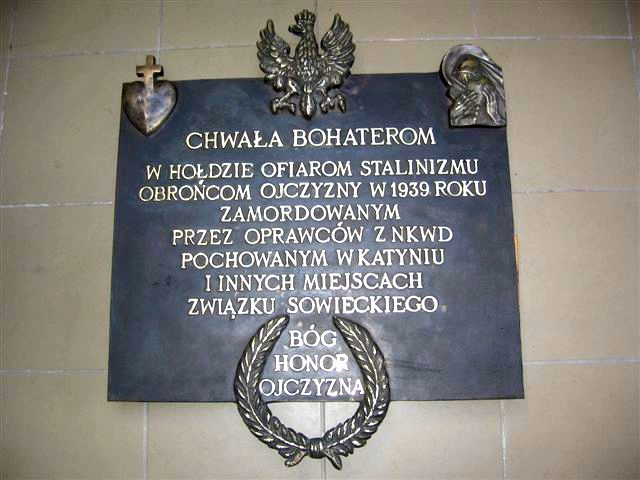 CHWAŁA BOHATEROM
W HOŁDZIE OFIAROM STALINIZMU
OBROŃCOM OJCZYZNY W 1939 ROKU
ZAMORDOWANYM
PRZEZ OPRAWCÓW Z NKWD
POCHOWANYM W KATYNIU
I INNYCH MIEJSCACH
ZWIĄZKU SOWIECKIEGO
BÓG
HONOR
OJCZYZNA